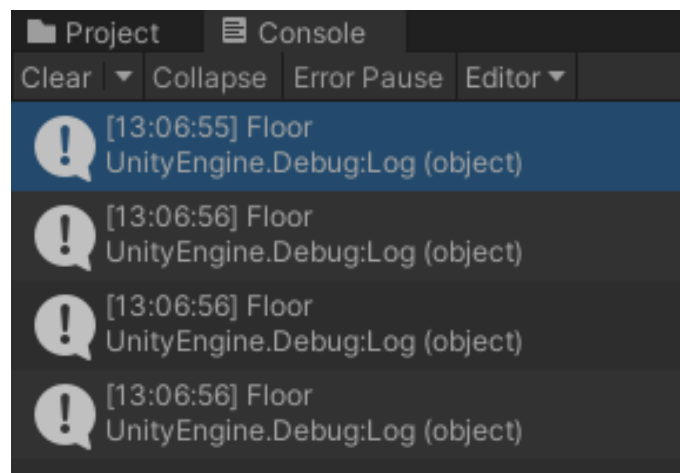 Project Console
Clear Collapse Error Pause Editor
[13:06:55] Floor
UnityEngine.Debug:Log (object)
[13:06:56] Floor
UnityEngine.Debug:Log (object)
[13:06:56] Floor
UnityEngine.Debug:Log (object)
[13:06:56] Floor
UnityEngine.Debug:Log (object)